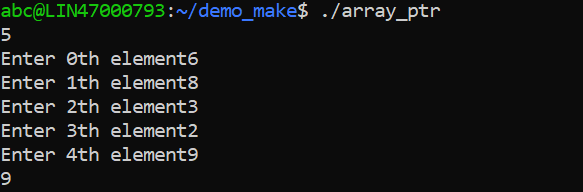 abc@LIN47000793:~/demo_make$ ./array_ptr
5
Enter 0th element6
Enter 1th element8
Enter 2th element3
Enter 3th element2
Enter 4th element9
9